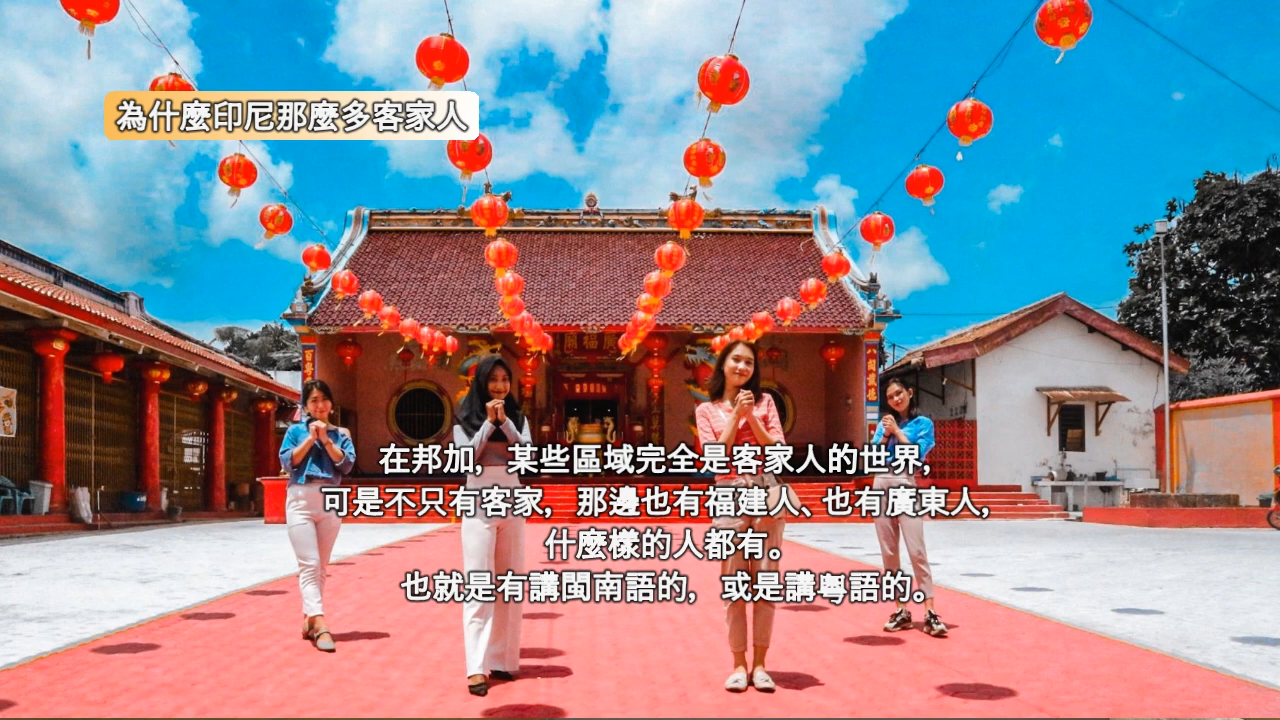 為什麼印尼那麼多客家人
廣福廟
在邦加，某些區域完全是客家人的世界，
可是不只有客家，那邊也有福建人、也有廣東人，
什麼樣的人都有。
也就是有講閩南語的，或是講粵語的。